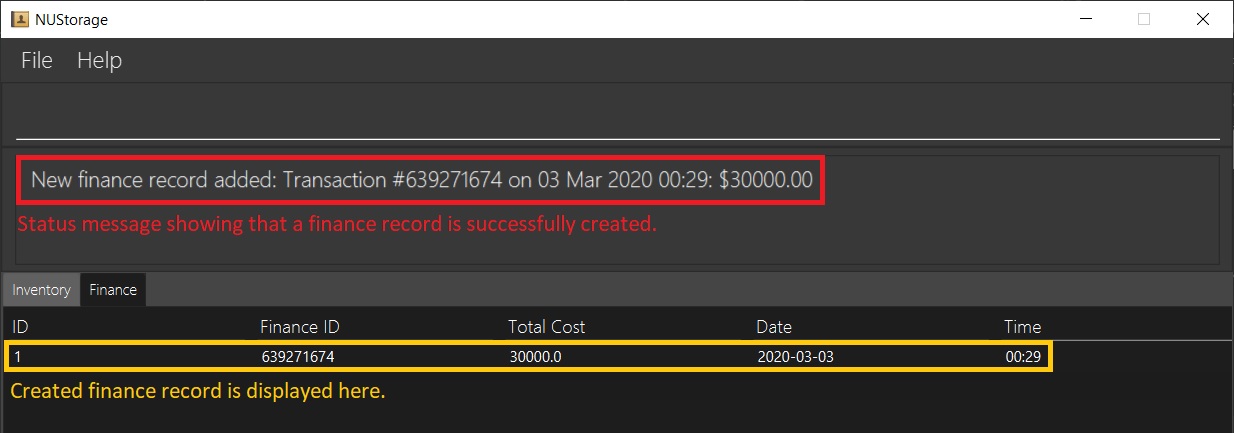 NUStorage
File Help
New finance record added: Transaction #639271674 on 03 Mar 2020 00:29: $30000.00
Status message showing that a finance record is successfully created.
Inventory Finance
ID Finance ID Total Cost Date Time
1 639271674 30000.0 2020-03-03 00:29
Created finance record is displayed here.